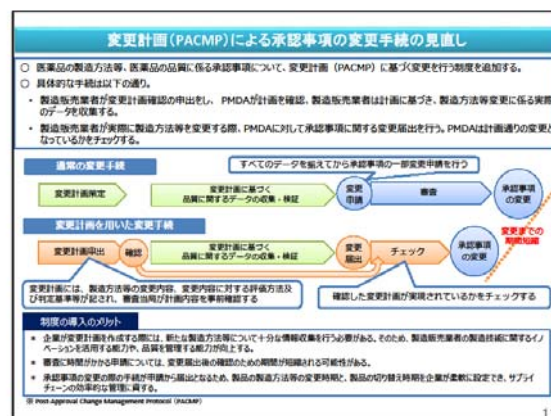 変更計画（PACMP）による承認事項の変更手続の見直し
○ 医薬品の製造方法等、医薬品の品質に係る承認事項について、変更計画（PACMP）に基づく変更を行う制度を追加する。
○ 具体的な手続は以下の通り。
・ 製造販売業者が変更計画確認の申出をし、PMDAが計画を確認、製造販売業者は計画に基づき、製造方法等変更に係る実際
のデータを収集する。
・ 製造販売業者が実際に製造方法等を変更する際、PMDAに対して承認事項に関する変更届出を行う。PMDAは計画通りの変更と
なっているかをチェックする。
通常の変更手続
すべてのデータを揃えてから承認事項の一部変更申請を行う
変更計画策定
変更計画に基づく
品質に関するデータの収集・検証
変更
申請
審査
承認事項
の変更
変更計画を用いた変更手続
変更までの
期間短縮
変更計画申出
確認
変更計画に基づく
品質に関するデータの収集・検証
変更
届出
チェック
承認事項
の変更
変更計画には、製造方法等の変更内容、変更内容に対する評価方法及
び判定基準等が記され、審査当局が計画内容を事前確認する
確認した変更計画が実現されているかをチェックする
制度の導入のメリット
* 企業が変更計画を作成する際には、新たな製造方法等について十分な情報収集を行う必要がある。そのため、製造販売業者の製造技術に関するイノ
ベーションを活用する能力や、品質を管理する能力が向上する。
* 審査に時間がかかる申請については、変更届出後の確認のための期間が短縮される可能性がある。
* 承認事項の変更の際の手続が申請から届出となるため、製品の製造方法等の変更時期と、製品の切り替え時期を企業が柔軟に設定でき、サプライ
チェーンの効率的な管理に資する。
※ Post-Approval Change Management Protocol (PACMP)
1